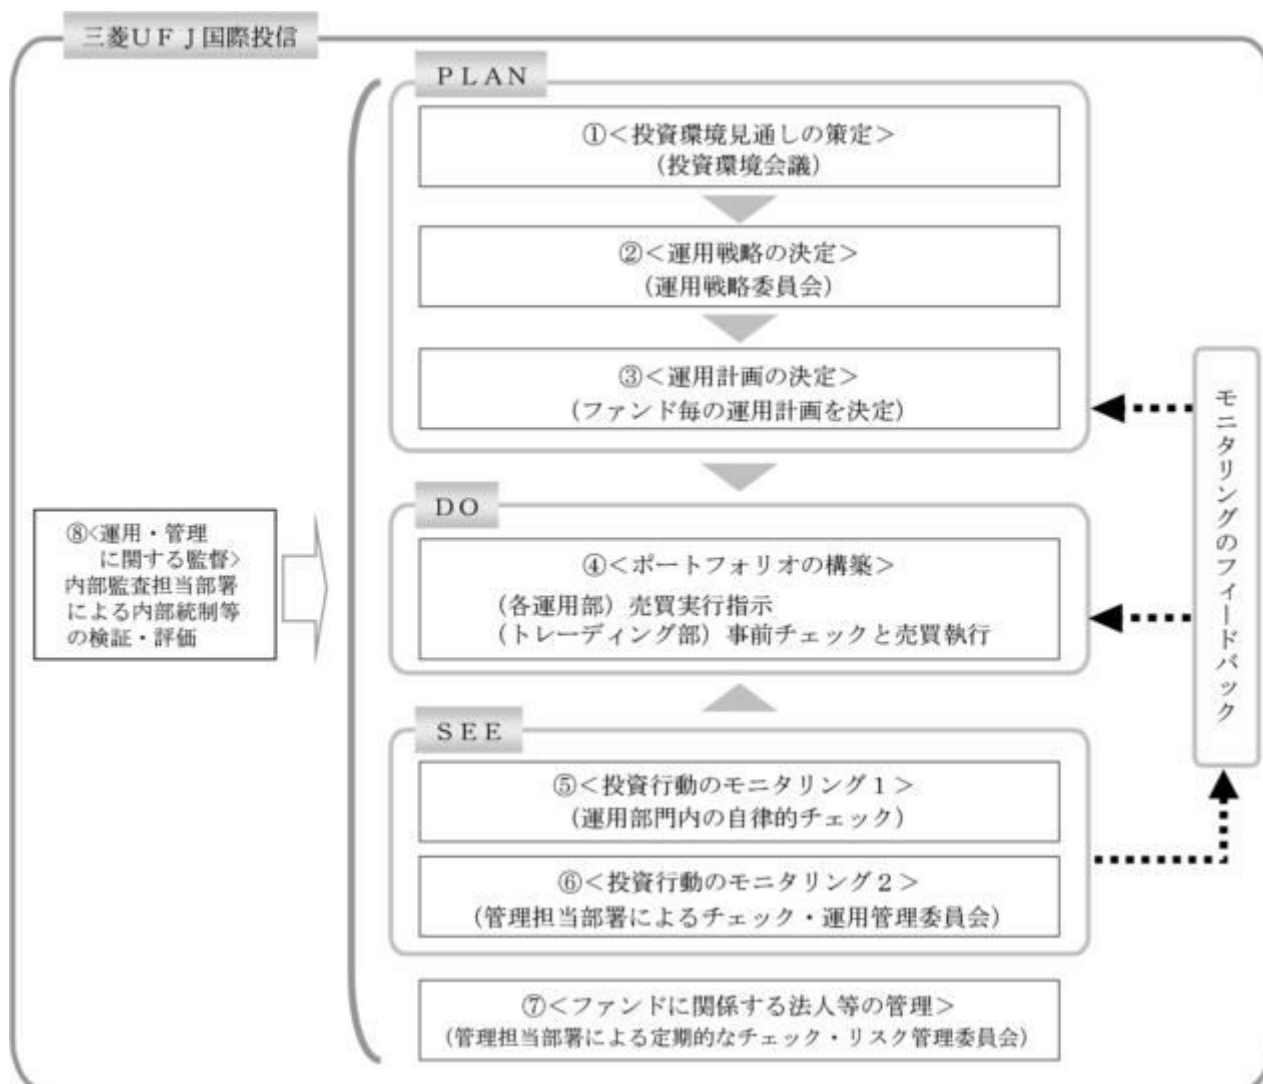 三菱ＵＦＪ国際投信
ＰＬＡＮ
①＜投資環境見通しの策定＞
（投資環境会議）
②＜運用戦略の決定＞
（運用戦略委員会）
③＜運用計画の決定＞
（ファンド毎の運用計画を決定）
ＤＯ
④＜ポートフォリオの構築＞
（各運用部）売買実行指示
（トレーディング部）事前チェックと売買執行
ＳＥＥ
⑤＜投資行動のモニタリング１＞
（運用部門内の自律的チェック）
⑥＜投資行動のモニタリング２＞
（管理担当部署によるチェック・運用管理委員会）
⑦＜ファンドに関係する法人等の管理＞
（管理担当部署による定期的なチェック・リスク管理委員会）
⑧<運用・管理
に関する監督>
内部監査担当部署
による内部統制等
の検証・評価
モニタリングのフィードバック